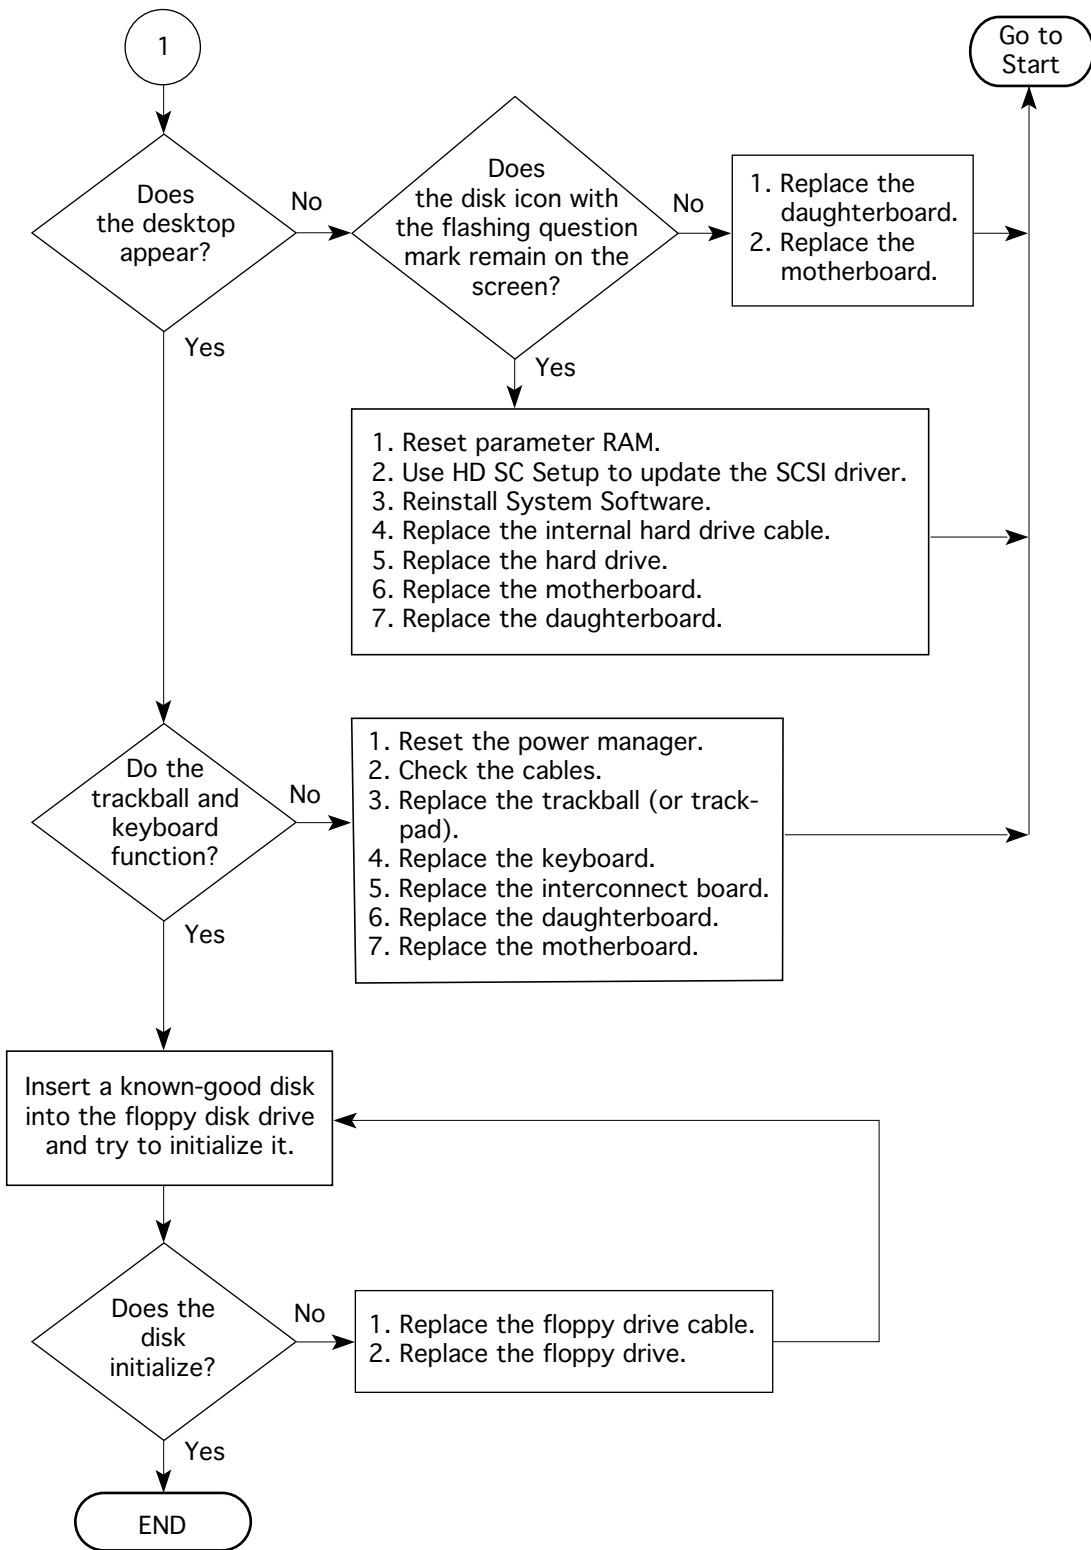 1
Go to
Start
Does
the desktop
appear?
No
Does
the disk icon with
the flashing question
mark remain on the
screen?
No
1. Replace the
daughterboard.
2. Replace the
motherboard.
Yes
Yes
1. Reset parameter RAM.
2. Use HD SC Setup to update the SCSI driver.
3. Reinstall System Software.
4. Replace the internal hard drive cable.
5. Replace the hard drive.
6. Replace the motherboard.
7. Replace the daughterboard.
Do the
trackball and
keyboard
function?
No
1. Reset the power manager.
2. Check the cables.
3. Replace the trackball (or track-
pad).
4. Replace the keyboard.
5. Replace the interconnect board.
6. Replace the daughterboard.
7. Replace the motherboard.
Yes
Insert a known-good disk
into the floppy disk drive
and try to initialize it.
Does the
disk
initialize?
No
1. Replace the floppy drive cable.
2. Replace the floppy drive.
Yes
END